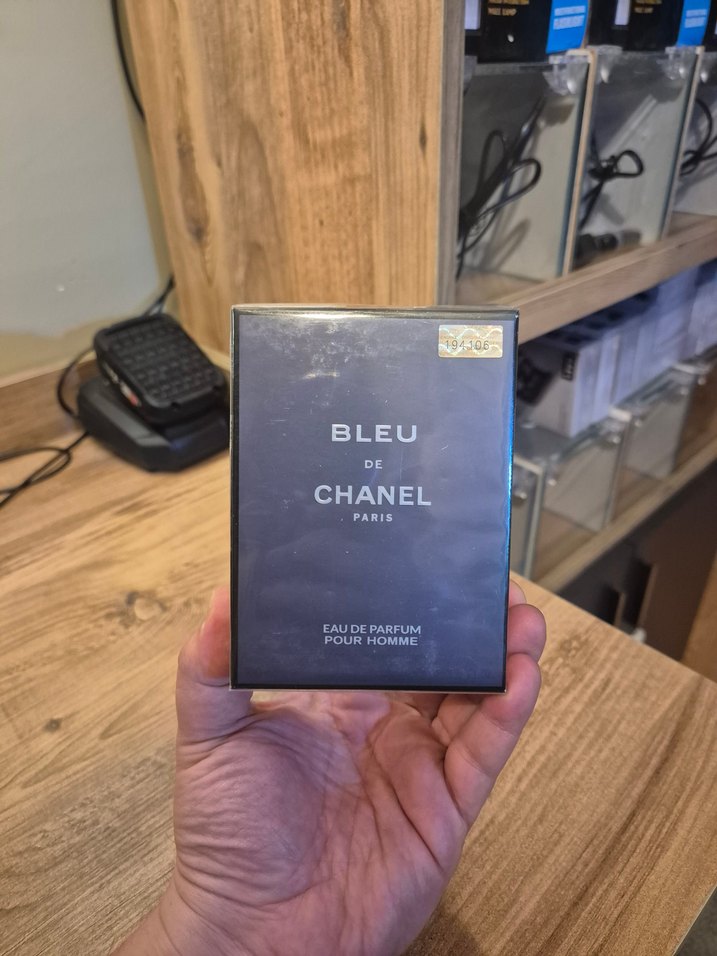 194106
BLEU
DE
CHANEL
PARIS
EAU DE PARFUM
POUR HOMME